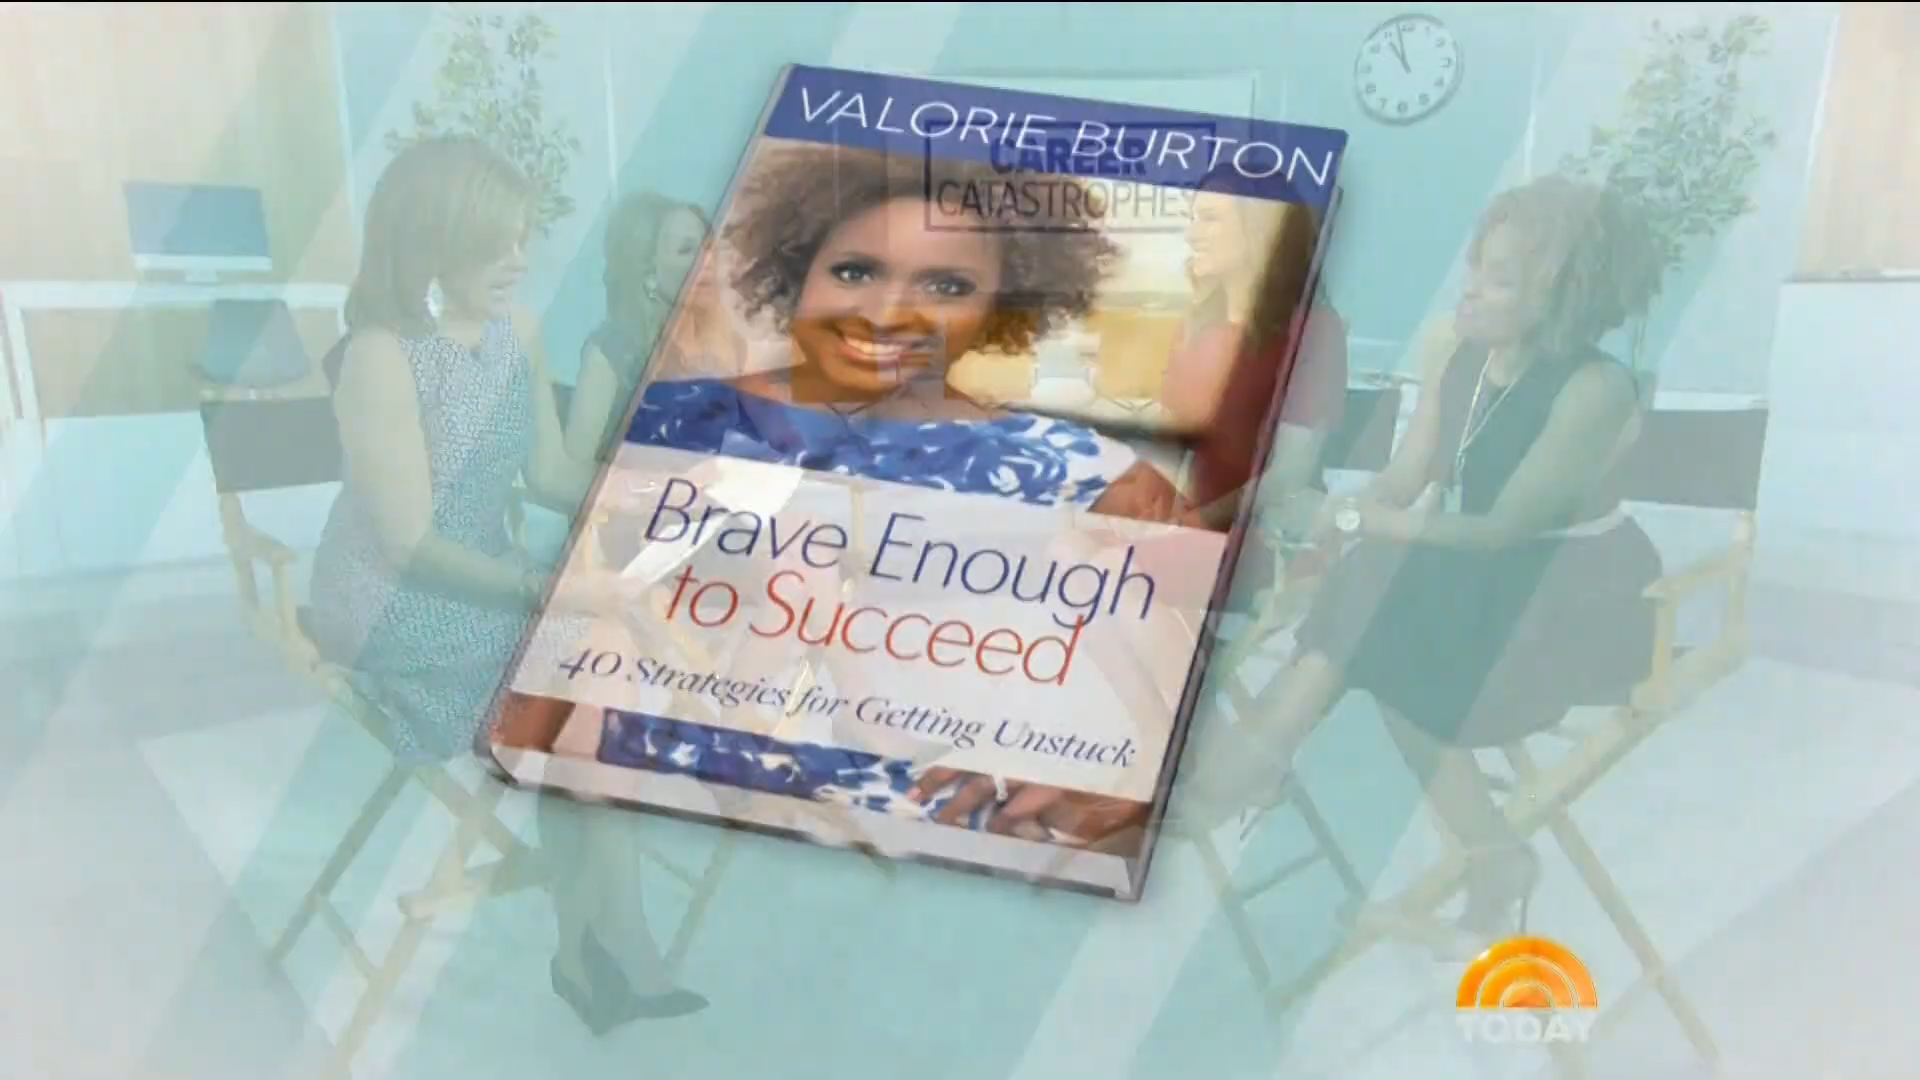 VALORIE BURTON
CAREER
CATASTROPHES
Brave Enough
to Succeed
40 Strategies for Getting Unstuck
TODAY